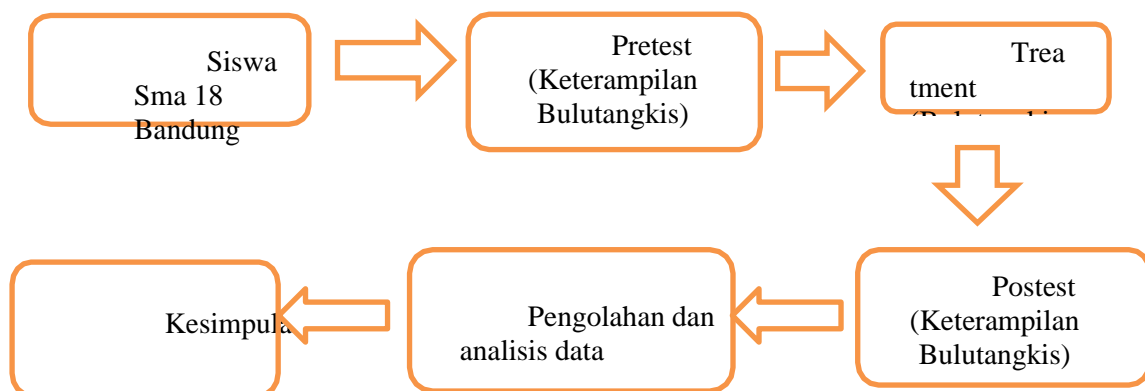 Siswa
Sma 18
Bandung
Pretest
(Keterampilan
Bulutangkis)
Trea
tment
Postest
(Keterampilan
Bulutangkis)
Pengolahan dan
analisis data
Kesimpula